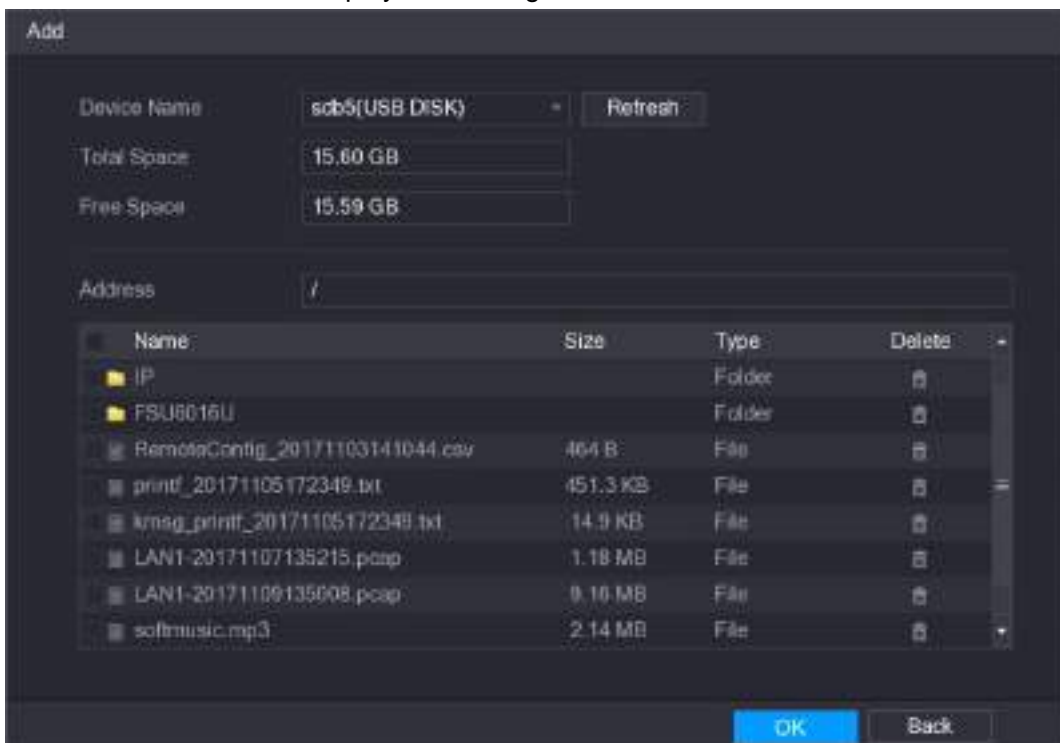 Add
Device Name sdb5(USB DISK) Refresh
Total Space 15.60 GB
Free Space 15.59 GB
Address /
Name Size Type Delete
IP Folder
FSU6016U Folder
RemoteConfig_20171103141044.csv 464 B File
printf_20171105172349.txt 451.3 KB File
kmsg_printf_20171105172349.txt 14.9 KB File
LAN1-20171107135215.pcap 1.18 MB File
LAN1-20171109135608.pcap 9.16 MB File
softmusic.mp3 2.14 MB File
OK Back